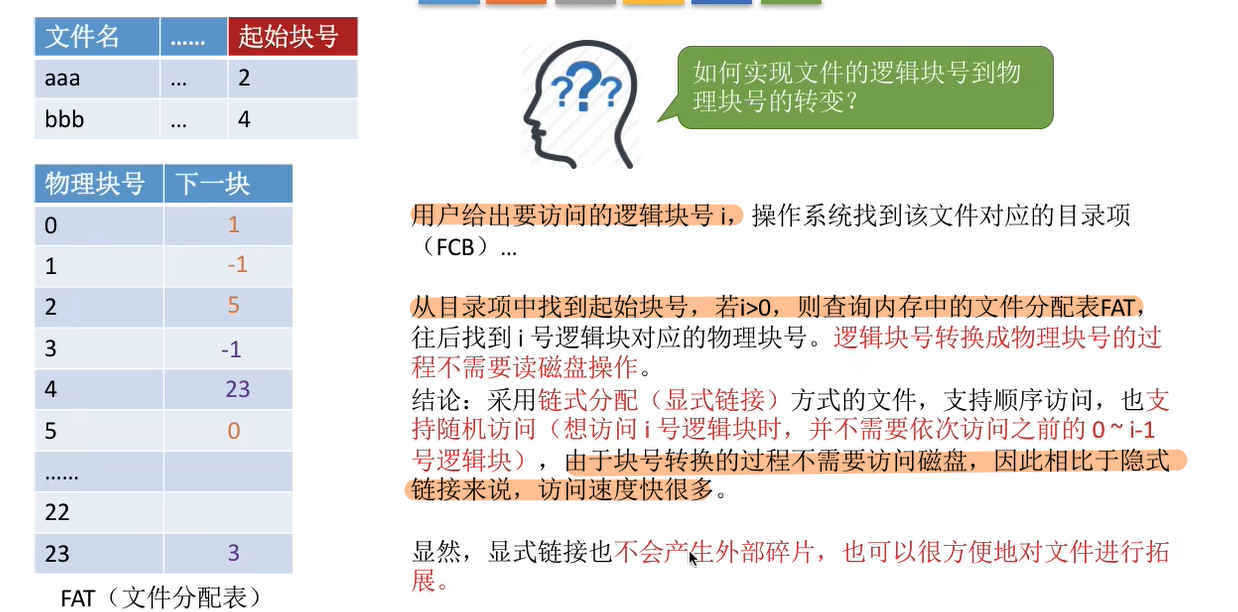 文件名 …… 起始块号
aaa ... 2
bbb ... 4
???
如何实现文件的逻辑块号到物
理块号的转变?
物理块号 下一块
0 1
1 -1
2 5
3 -1
4 23
5 0
……
22
23 3
FAT（文件分配表）
用户给出要访问的逻辑块号 i，操作系统找到该文件对应的目录项
（FCB）...
从目录项中找到起始块号，若i>0，则查询内存中的文件分配表FAT，
往后找到 i 号逻辑块对应的物理块号。逻辑块号转换成物理块号的过
程不需要读磁盘操作。
结论：采用链式分配（显式链接）方式的文件，支持顺序访问，也支
持随机访问（想访问 i 号逻辑块时，并不需要依次访问之前的 0 ~ i-1
号逻辑块），由于块号转换的过程不需要访问磁盘，因此相比于隐式
链接来说，访问速度快很多。
显然，显式链接也不会产生外部碎片，也可以很方便地对文件进行拓
展。